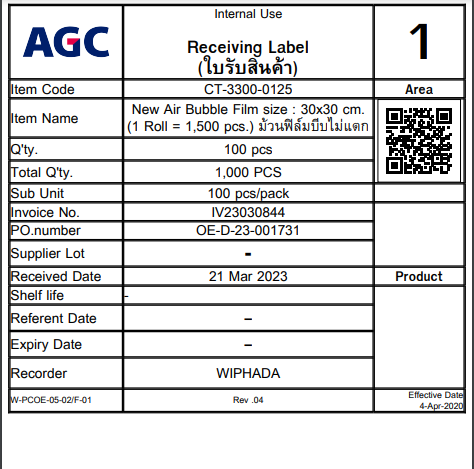 AGC
Internal Use
Receiving Label
(ใบรับสินค้า)
1
Item Code CT-3300-0125 Area
Item Name New Air Bubble Film size : 30x30 cm.
(1 Roll = 1,500 pcs.) ม้วนฟิล์มบีบไม่แตก
Q'ty. 100 pcs
Total Q'ty. 1,000 PCS
Sub Unit 100 pcs/pack
Invoice No. IV23030844
PO.number OE-D-23-001731
Supplier Lot -
Received Date 21 Mar 2023 Product
Shelf life -
Referent Date –
Expiry Date –
Recorder WIPHADA
W-PCOE-05-02/F-01 Rev .04 Effective Date
4-Apr-2020